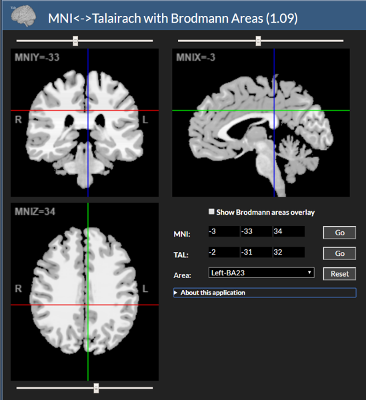 MNI<->Talairach with Brodmann Areas (1.09)
MNIY=-33
MNIX=-3
R L
MNIZ=34
R L
Show Brodmann areas overlay
MNI: -3 -33 34 Go
TAL: -2 -31 32 Go
Area: Left-BA23 Reset
About this application